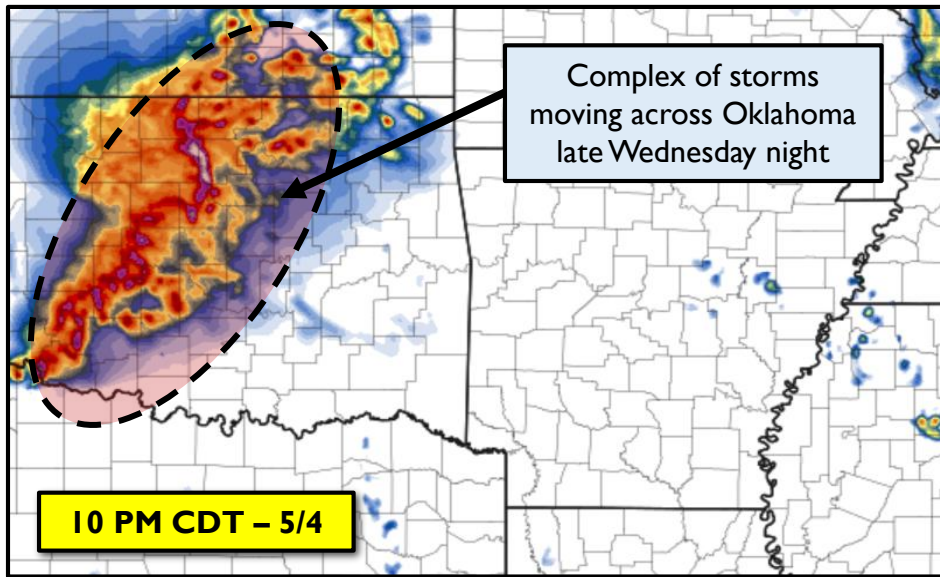 Complex of storms
moving across Oklahoma
late Wednesday night
10 PM CDT – 5/4